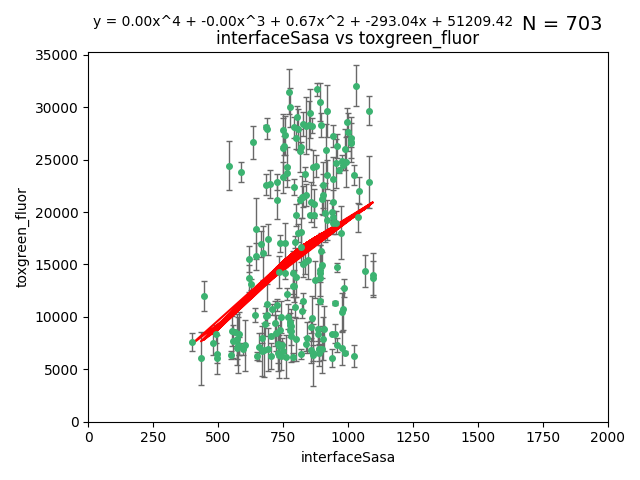 y = 0.00x^4 + -0.00x^3 + 0.67x^2 + -293.04x + 51209.42 N = 703
interfaceSasa vs toxgreen_fluor
35000
30000
25000
20000
15000
10000
5000
0
toxgreen_fluor
0 250 500 750 1000 1250 1500 1750 2000
interfaceSasa